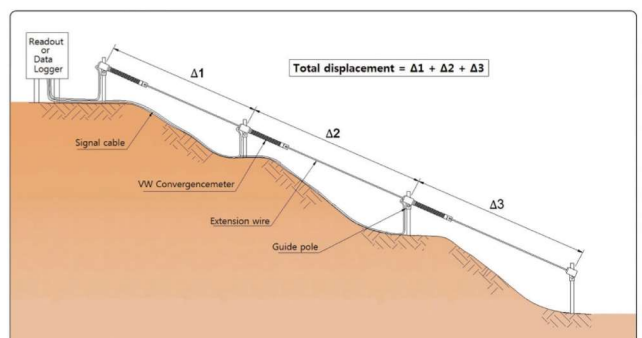 Readout
or
Data
Logger
Δ1
Total displacement = Δ1 + Δ2 + Δ3
Δ2
Signal cable
VW Convergencemeter
Δ3
Extension wire
Guide pole